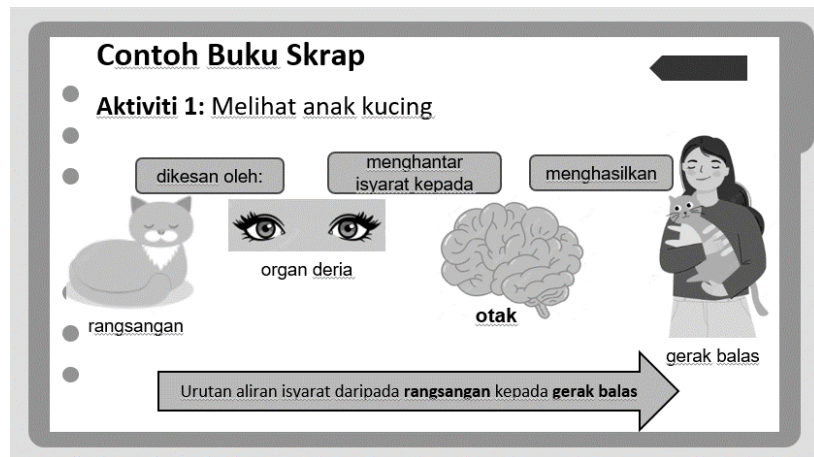 Contoh Buku Skrap
Aktiviti 1: Melihat anak kucing
dikesan oleh:
menghantar
isyarat kepada
menghasilkan
organ deria
otak
rangsangan
gerak balas
Urutan aliran isyarat daripada rangsangan kepada gerak balas